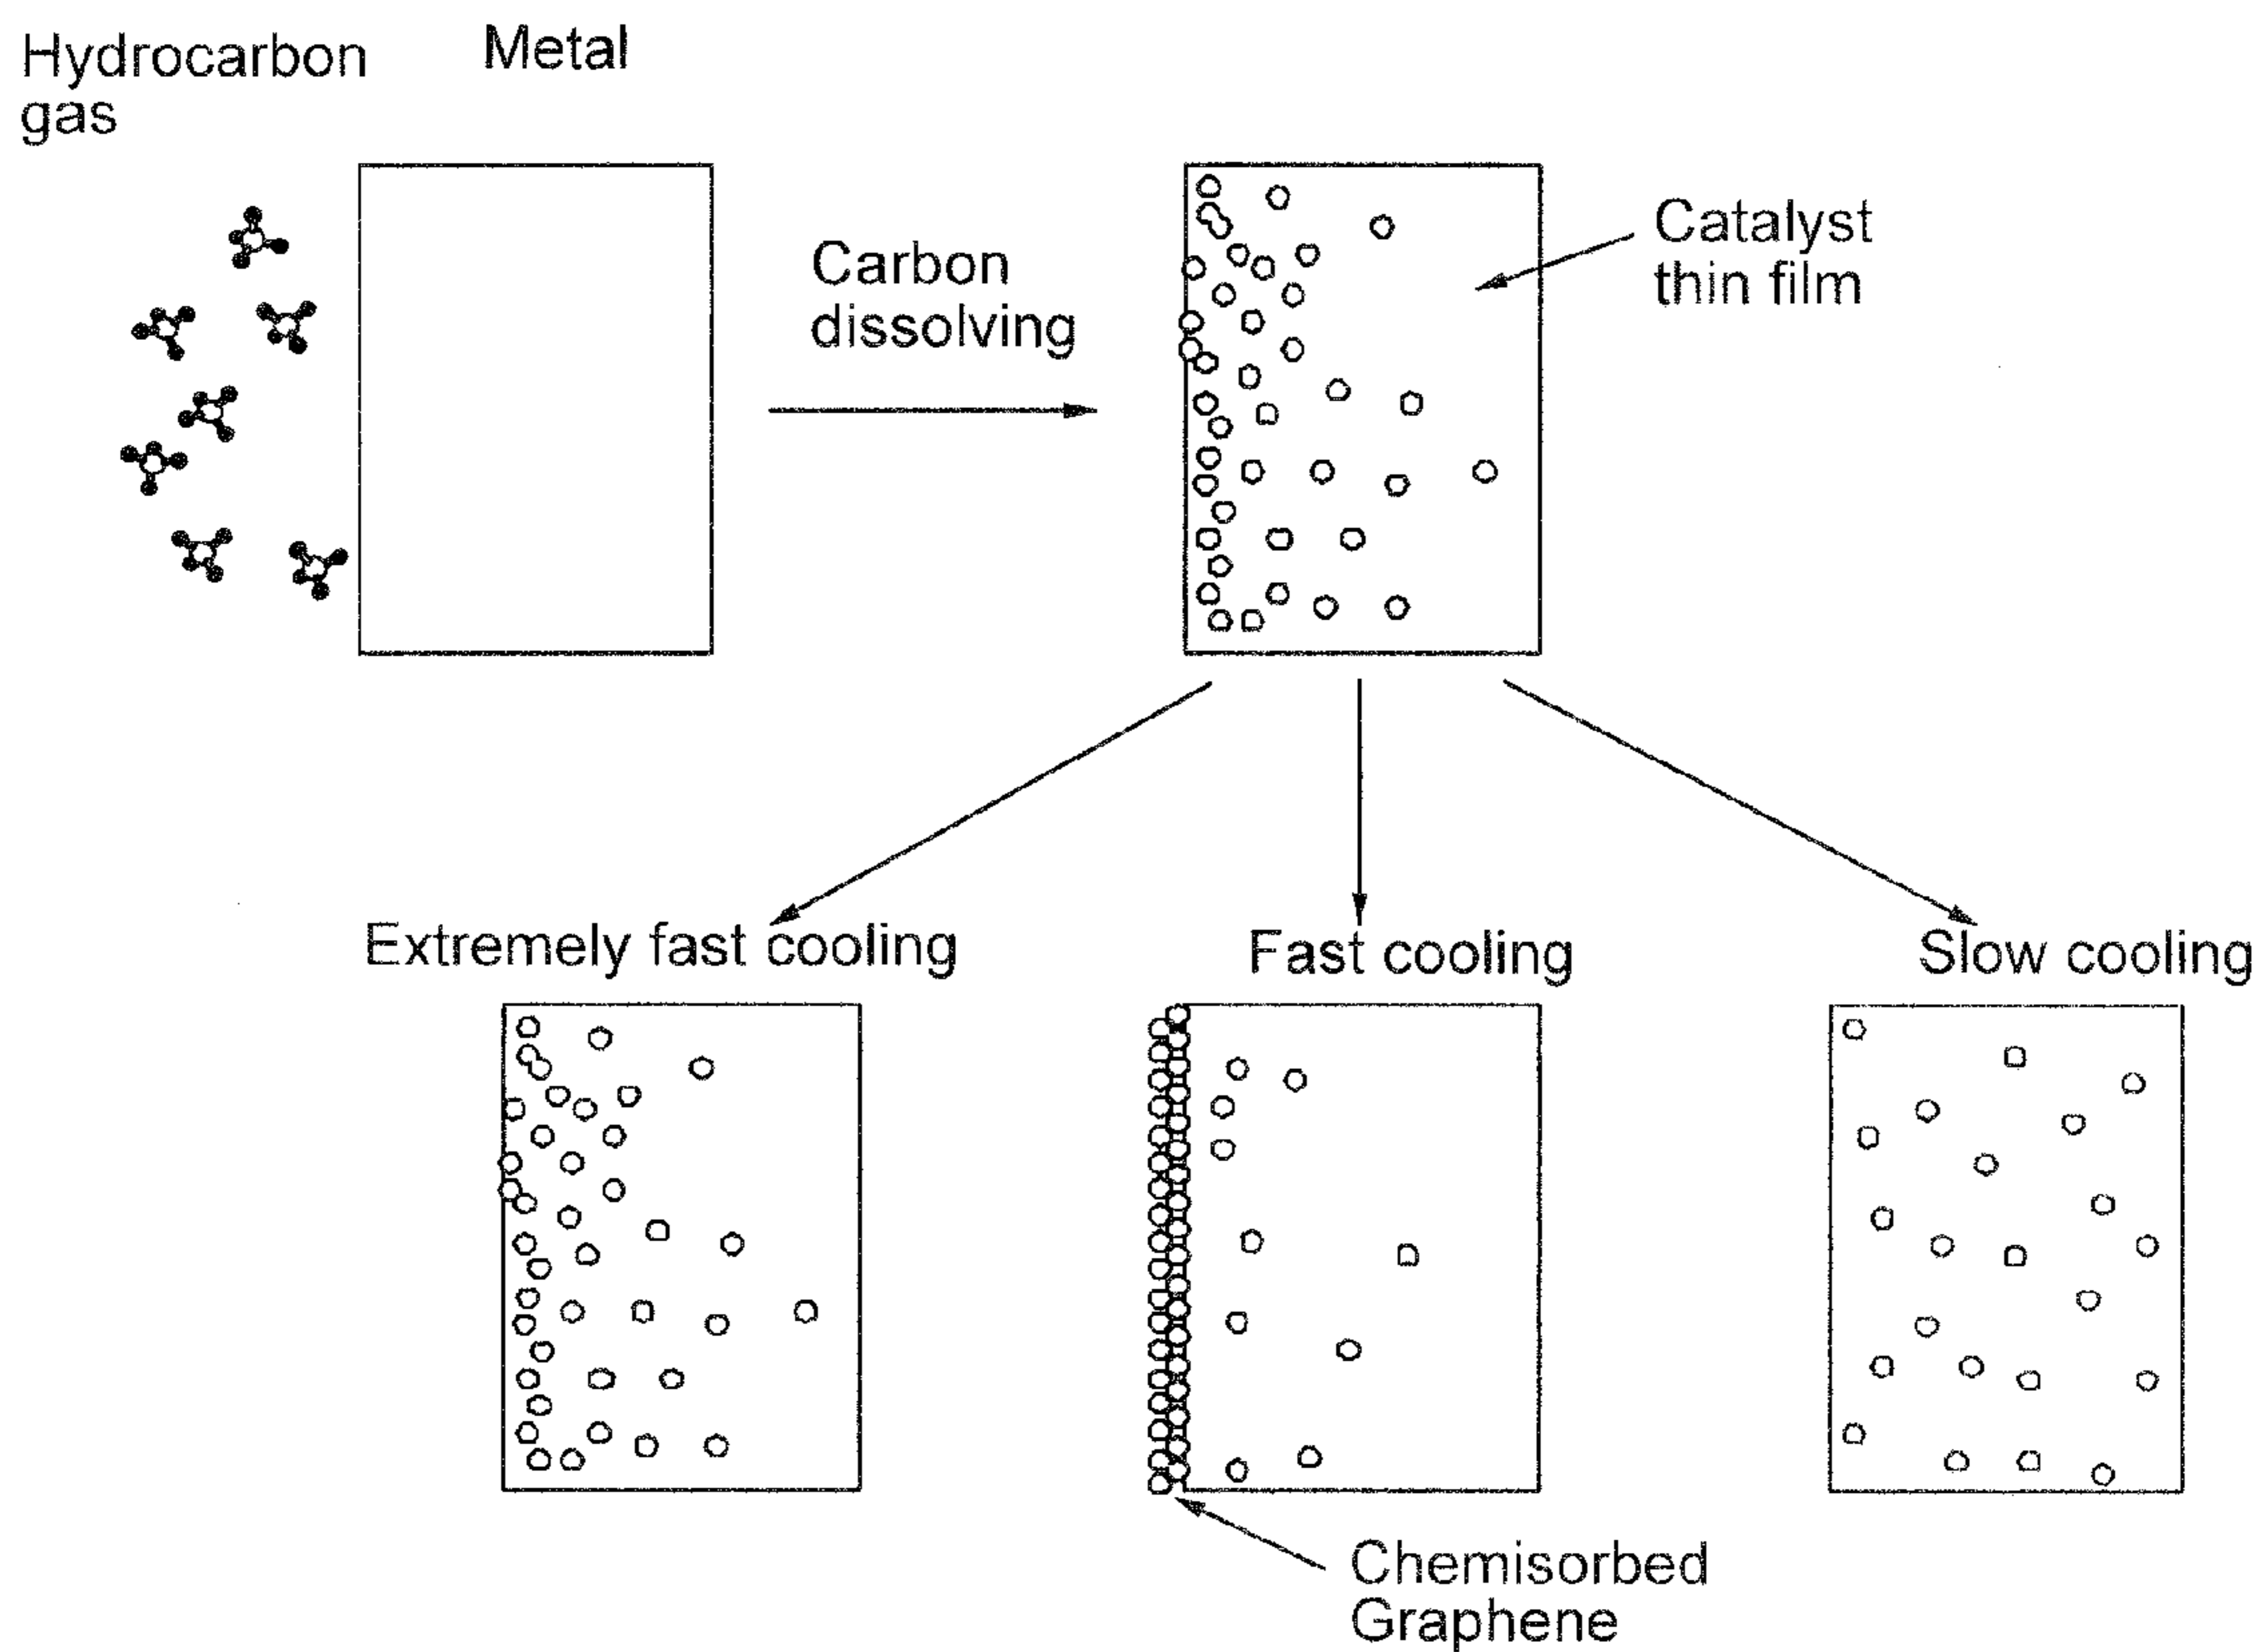 Hydrocarbon
gas
Metal
Carbon
dissolving
Catalyst
thin film
Extremely fast cooling
Fast cooling
Slow cooling
Chemisorbed
Graphene